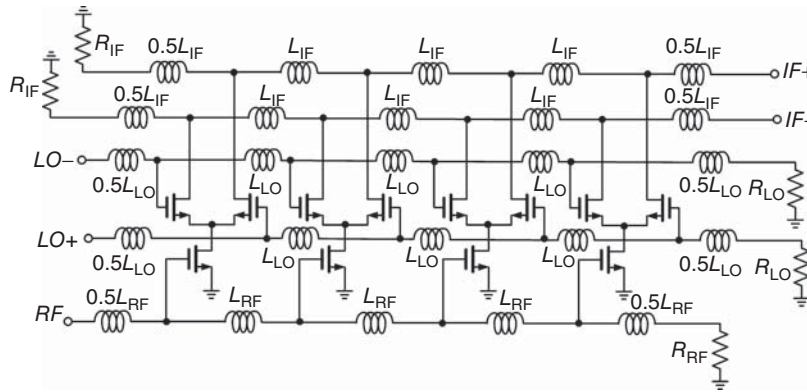 R_IF
0.5L_IF L_IF L_IF L_IF 0.5L_IF
IF+
R_IF
0.5L_IF L_IF L_IF L_IF 0.5L_IF
IF-
LO−
0.5L_LO L_LO L_LO L_LO 0.5L_LO R_LO
LO+
0.5L_LO L_LO L_LO L_LO 0.5L_LO R_LO
RF
0.5L_RF L_RF L_RF L_RF 0.5L_RF
R_RF